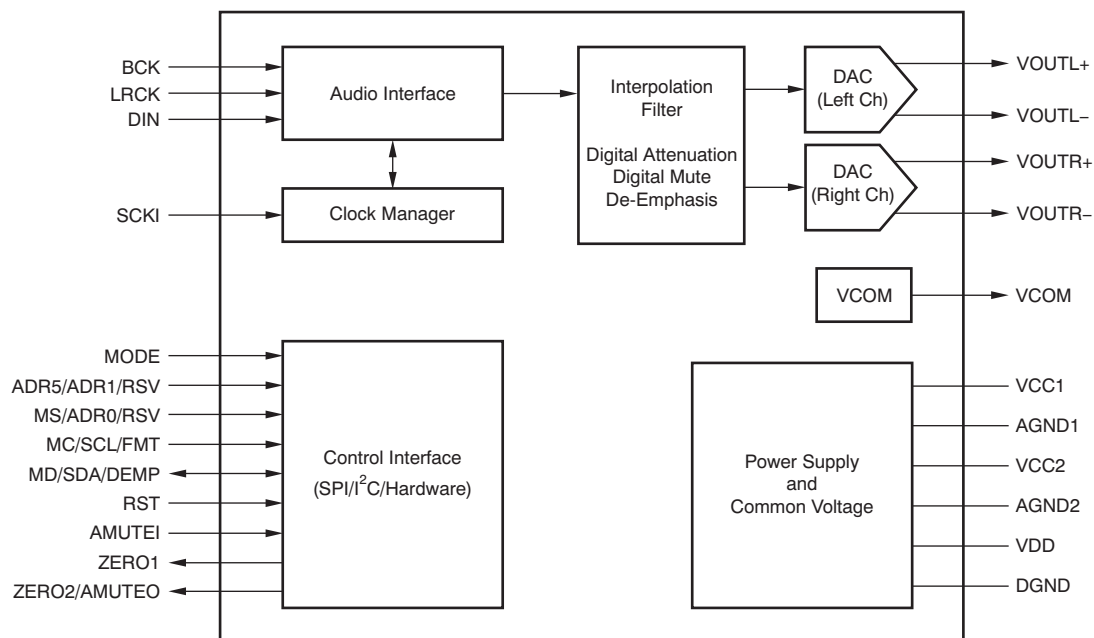 BCK
LRCK
DIN
SCKI
Audio Interface
Clock Manager
Interpolation
Filter
Digital Attenuation
Digital Mute
De-Emphasis
DAC
(Left Ch)
DAC
(Right Ch)
VOUTL+
VOUTL−
VOUTR+
VOUTR−
VCOM
VCOM
MODE
ADR5/ADR1/RSV
MS/ADR0/RSV
MC/SCL/FMT
MD/SDA/DEMP
RST
AMUTEI
ZERO1
ZERO2/AMUTEO
Control Interface
(SPI/I²C/Hardware)
Power Supply
and
Common Voltage
VCC1
AGND1
VCC2
AGND2
VDD
DGND